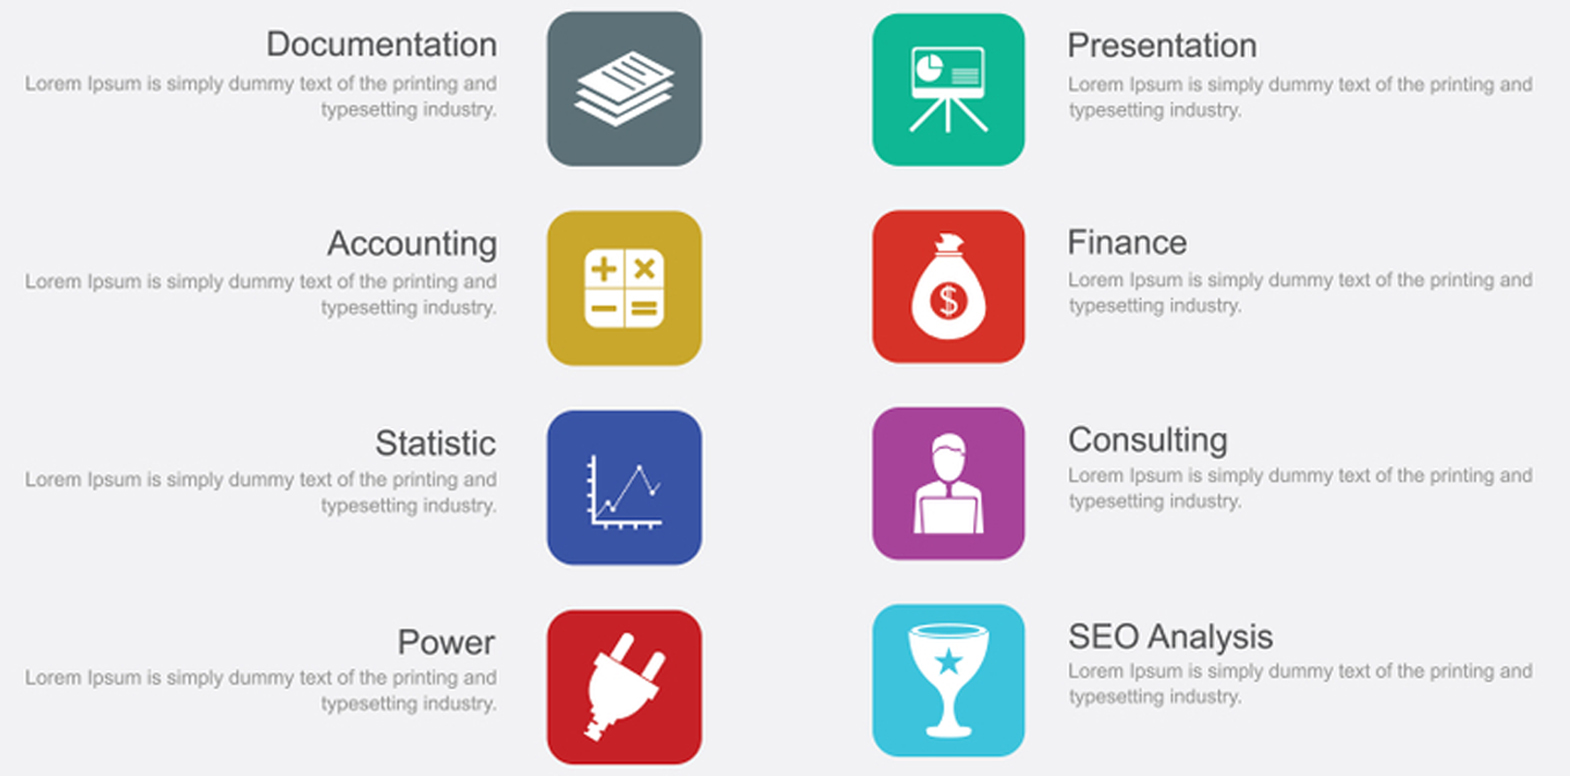 Documentation
Lorem Ipsum is simply dummy text of the printing and
typesetting industry.
Presentation
Lorem Ipsum is simply dummy text of the printing and
typesetting industry.
Accounting
Lorem Ipsum is simply dummy text of the printing and
typesetting industry.
Finance
Lorem Ipsum is simply dummy text of the printing and
typesetting industry.
$
Statistic
Lorem Ipsum is simply dummy text of the printing and
typesetting industry.
Consulting
Lorem Ipsum is simply dummy text of the printing and
typesetting industry.
Power
Lorem Ipsum is simply dummy text of the printing and
typesetting industry.
SEO Analysis
Lorem Ipsum is simply dummy text of the printing and
typesetting industry.